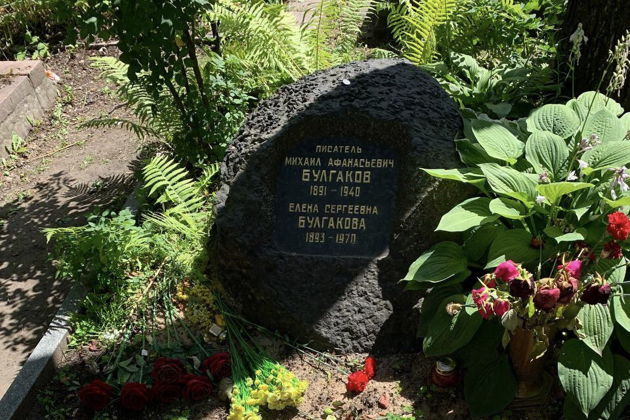 ПИСАТЕЛЬ
МИХАИЛ АФАНАСЬЕВИЧ
БУЛГАКОВ
1891 – 1940
ЕЛЕНА СЕРГЕЕВНА
БУЛГАКОВА
1893 – 1970